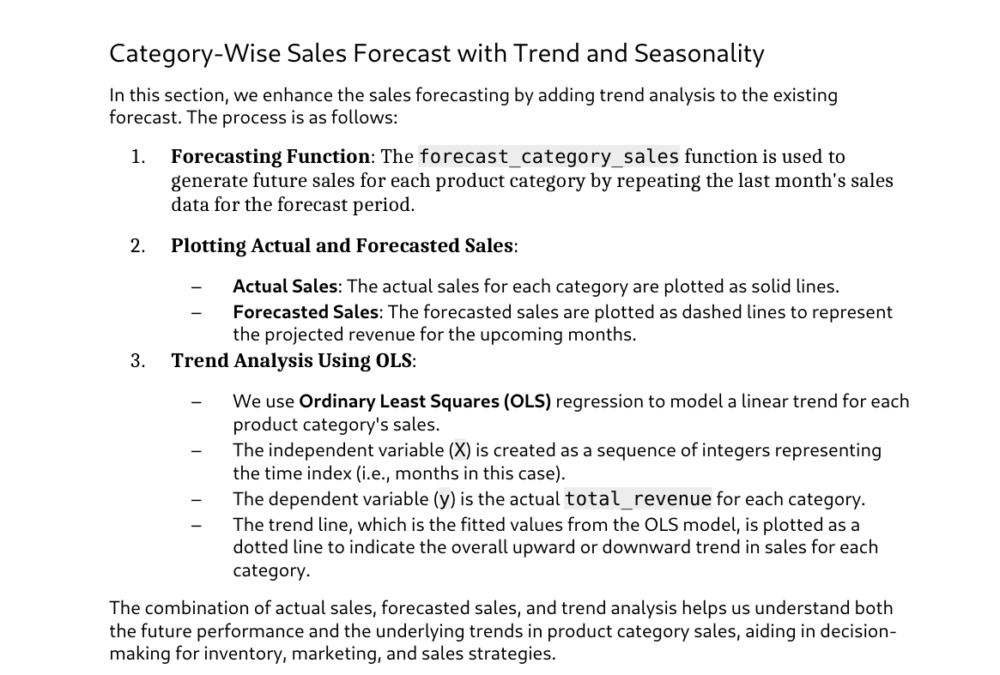 Category-Wise Sales Forecast with Trend and Seasonality
In this section, we enhance the sales forecasting by adding trend analysis to the existing
forecast. The process is as follows:
1. Forecasting Function: The forecast_category_sales function is used to
generate future sales for each product category by repeating the last month's sales
data for the forecast period.
2. Plotting Actual and Forecasted Sales:
– Actual Sales: The actual sales for each category are plotted as solid lines.
– Forecasted Sales: The forecasted sales are plotted as dashed lines to represent
the projected revenue for the upcoming months.
3. Trend Analysis Using OLS:
– We use Ordinary Least Squares (OLS) regression to model a linear trend for each
product category's sales.
– The independent variable (X) is created as a sequence of integers representing
the time index (i.e., months in this case).
– The dependent variable (y) is the actual total_revenue for each category.
– The trend line, which is the fitted values from the OLS model, is plotted as a
dotted line to indicate the overall upward or downward trend in sales for each
category.
The combination of actual sales, forecasted sales, and trend analysis helps us understand both
the future performance and the underlying trends in product category sales, aiding in decision-
making for inventory, marketing, and sales strategies.